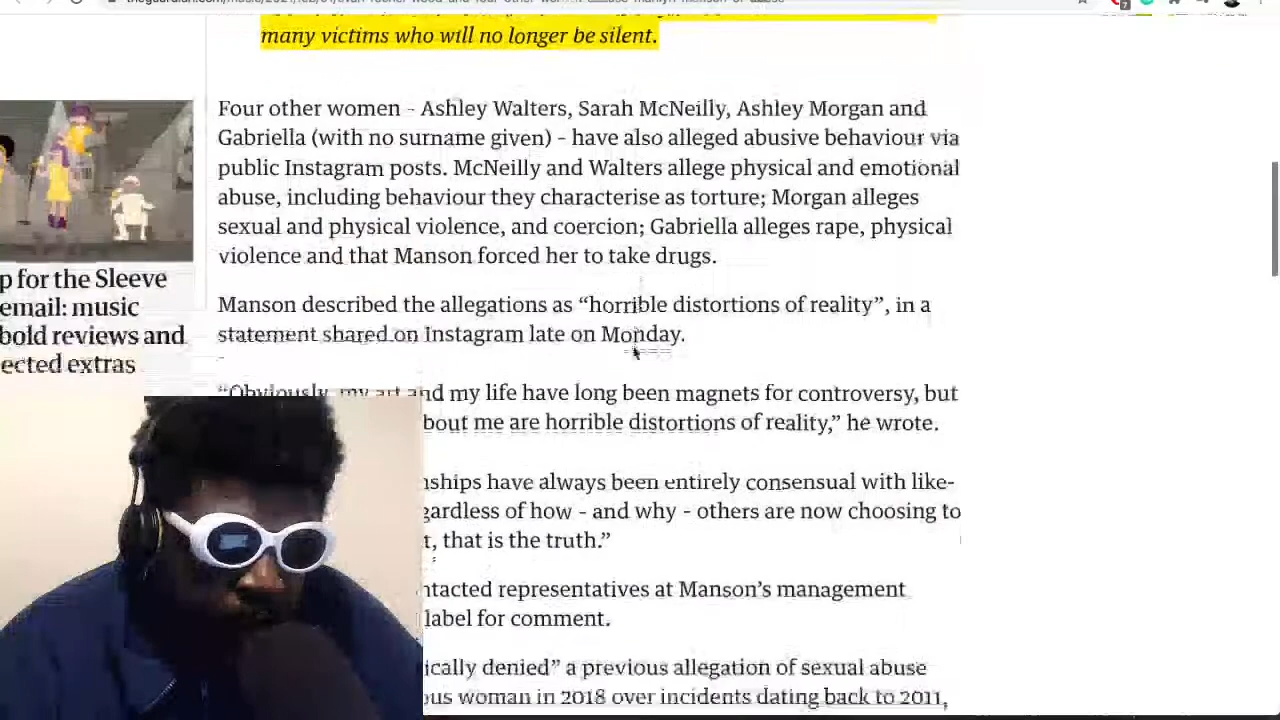 many victims who will no longer be silent.
Four other women - Ashley Walters, Sarah McNeilly, Ashley Morgan and
Gabriella (with no surname given) - have also alleged abusive behaviour via
public Instagram posts. McNeilly and Walters allege physical and emotional
abuse, including behaviour they characterise as torture; Morgan alleges
sexual and physical violence, and coercion; Gabriella alleges rape, physical
violence and that Manson forced her to take drugs.
Manson described the allegations as “horrible distortions of reality”, in a
statement shared on Instagram late on Monday.
“Obviously, my art and my life have long been magnets for controversy, but
bout me are horrible distortions of reality,” he wrote.
nships have always been entirely consensual with like-
gardless of how - and why - others are now choosing to
t, that is the truth.”
ntacted representatives at Manson’s management
label for comment.
ically denied” a previous allegation of sexual abuse
ous woman in 2018 over incidents dating back to 2011,
p for the Sleeve
email: music
bold reviews and
ected extras
7